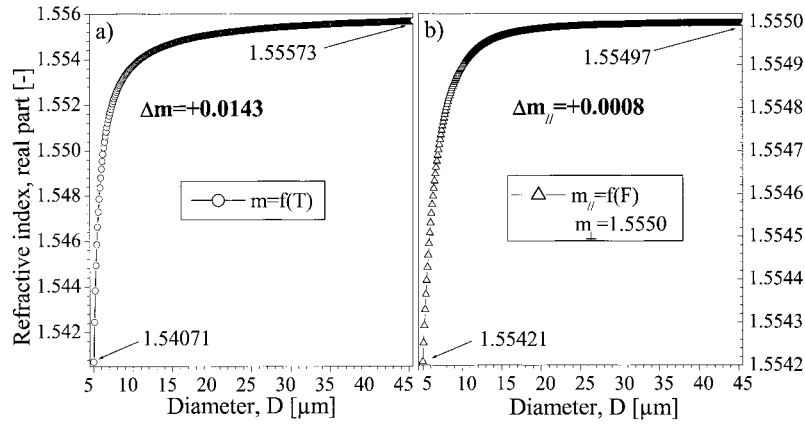 Refractive index, real part [-]
a)
1.556
1.554
1.552
1.550
1.548
1.546
1.544
1.542
1.55573
Δm=+0.0143
m=f(T)
1.54071
5 10 15 20 25 30 35 40 45
Diameter, D [μm]
b)
1.55497
Δm//=+0.0008
m//=f(F)
m⊥=1.5550
1.55421
1.5550
1.5549
1.5548
1.5547
1.5546
1.5545
1.5444
1.5443
1.5542
5 10 15 20 25 30 35 40 45
Diameter, D [μm]